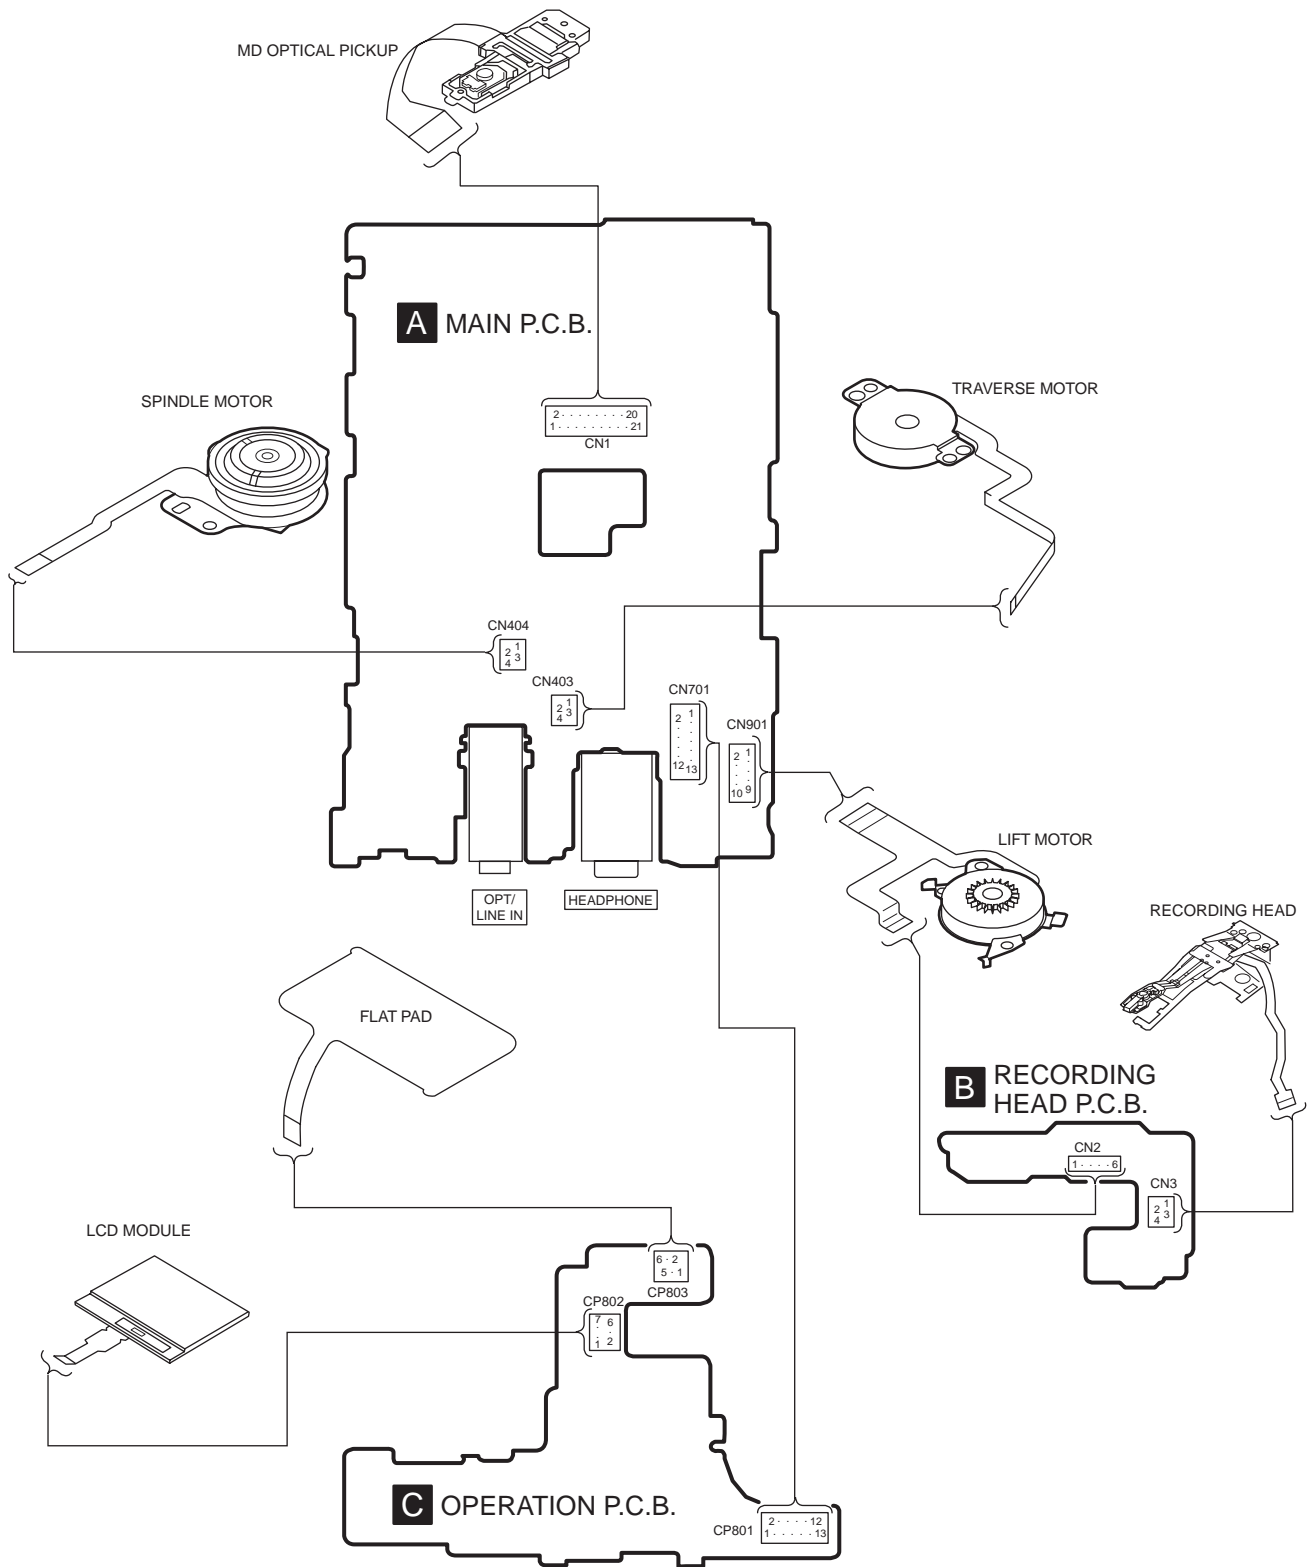 MD OPTICAL PICKUP
A MAIN P.C.B.
TRAVERSE MOTOR
SPINDLE MOTOR
2 · · · · · · · · 20
1 · · · · · · · · · 21
CN1
CN404
1
2 3
4
CN403
1
2 3
4
CN701
2 1
12 13
CN901
2 1
10 9
LIFT MOTOR
OPT/
LINE IN
HEADPHONE
RECORDING HEAD
FLAT PAD
B RECORDING
HEAD P.C.B.
CN2
1 · · · · 6
CN3
1
2 3
4
LCD MODULE
6 · 2
5 · 1
CP803
CP802
7 6
1 2
C OPERATION P.C.B.
CP801
2 · · · · 12
1 · · · · · 13